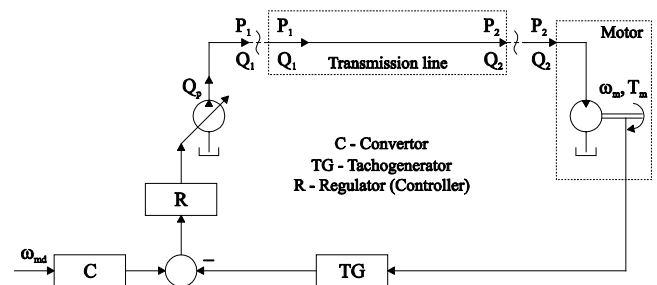 P1 P1 P2 P2 Motor
Q1 Q1 Transmission line Q2 Q2
Qp
ωm, Tm
C - Convertor
TG - Tachogenerator
R - Regulator (Controller)
R
ωmd
C
–
TG